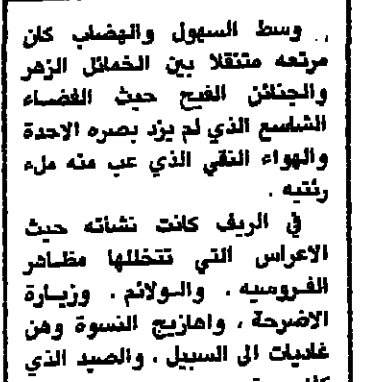 .. وسط السهول والهضاب كان
مرتعه متنقلا بين الخمائل الزهر
والجنائن الفيح حيث الفضاء
الشاسع الذي لم يزد بصره الاحدة
والهواء النقي الذي عب منه ملء
رئتيه .
في الريف كانت نشاته حيث
الاعراس التي تتخللها مظاهر
الفروسيه . والولائم . وزيارة
الاضرحة ، واهازيج النسوة وهن
غاديات الى السبيل . والصيد الذي